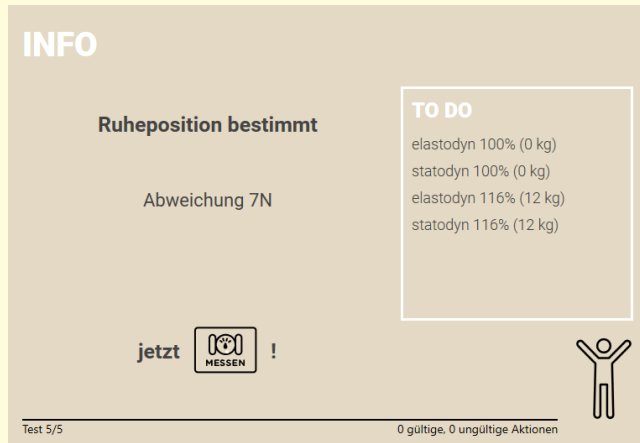 INFO
Ruheposition bestimmt
Abweichung 7N
jetzt MESSEN !
TO DO
elastodyn 100% (0 kg)
statodyn 100% (0 kg)
elastodyn 116% (12 kg)
statodyn 116% (12 kg)
Test 5/5
0 gültige, 0 ungültige Aktionen